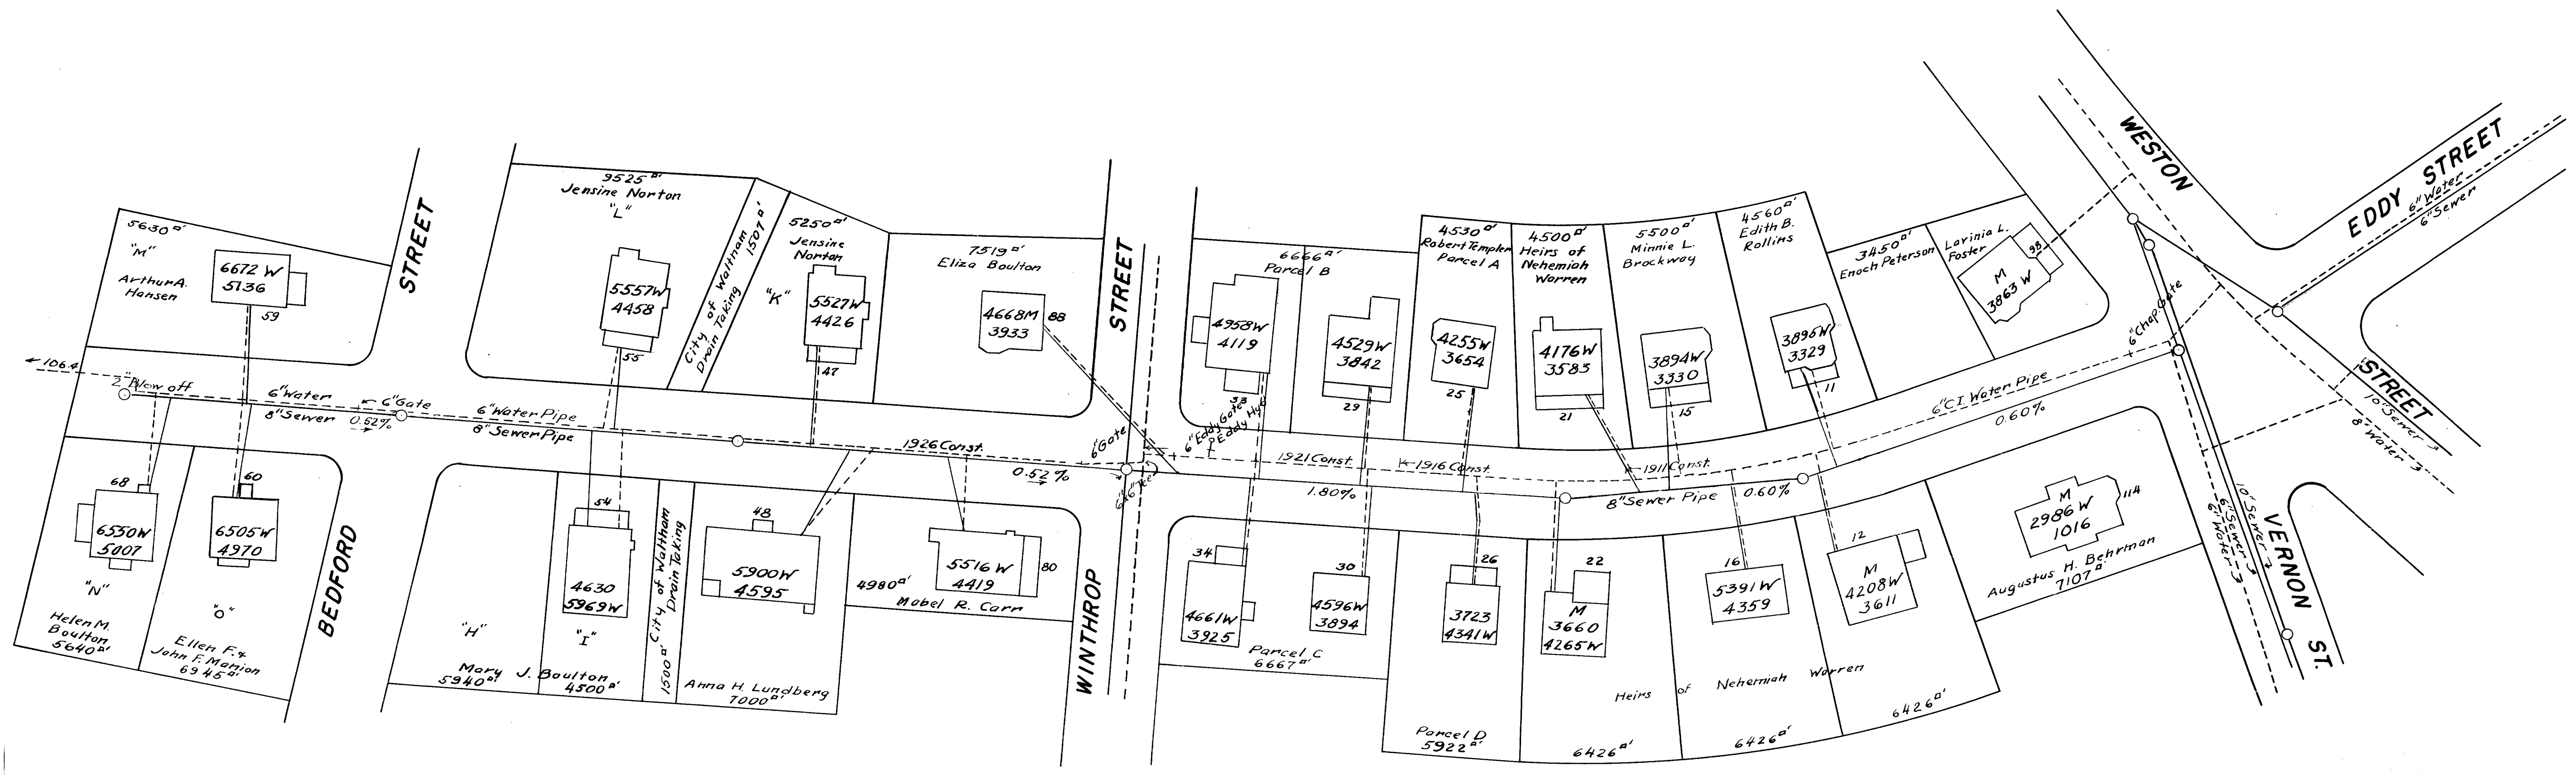 5630□'
"M"
Arthur A.
Hansen
6672 W
5136
59
STREET
9525□'
Jensine Norton
"L"
5557W
4458
55
City of Waltham
Drain Taking 1507□'
5250□'
Jensine
Norton
"K"
5527W
4426
47
7519□'
Eliza Boulton
4668M
3933
88
STREET
6666□'
Parcel B
4958W
4119
33
4529W
3842
29
4530□'
Robert Templer
Parcel A
4255W
3654
25
4500□'
Heirs of
Nehemiah
Warren
4176W
3583
21
5500□'
Minnie L.
Brockway
3894W
3330
15
4560□'
Edith B.
Rollins
3896W
3329
11
3450□'
Enoch Peterson
Lavinia L.
Foster
M
3863 W
98
WESTON
EDDY STREET
6" Water
6" Sewer
STREET
10" Sewer
8" Water
6" Chap. Gate
106.4
2" Blow off
6" Water
8" Sewer
0.52%
6" Gate
6" Water Pipe
8" Sewer Pipe
1926 Const.
0.52%
6" Gate
6"x6" Tee
6" Eddy Gate
Eddy Hyd
1921 Const.
1.80%
1916 Const.
1911 Const.
8" Sewer Pipe
0.60%
6" C.I. Water Pipe
0.60%
68
6550W
5007
"N"
Helen M.
Boulton
5640□'
60
6505W
4970
"O"
Ellen F. &
John F. Manion
6945□'
BEDFORD
"H"
54
4630
5969W
"I"
Mary J. Boulton
5940□'
4500□'
City of Waltham
Drain Taking
1500□'
48
5900W
4595
Anna H. Lundberg
7000□'
5516 W
4419
80
4980□'
Mabel R. Carr
WINTHROP
34
4661W
3925
30
4596W
3894
Parcel C
6667□'
26
3723
4341W
Parcel D
5922□'
22
M
3660
4265W
16
5391W
4359
12
M
4208W
3611
Heirs of Nehemiah Warren
6426□'
6426□'
6426□'
M
2986W
1016
114
Augustus H. Behrman
7107□'
10" Sewer
6" Sewer
6" Water
VERNON ST.